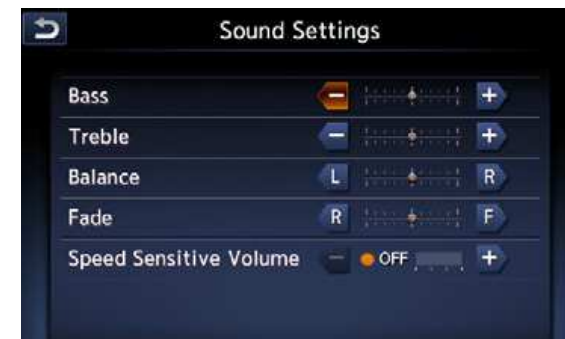 Sound Settings
Bass - +
Treble - +
Balance L R
Fade R F
Speed Sensitive Volume - OFF +